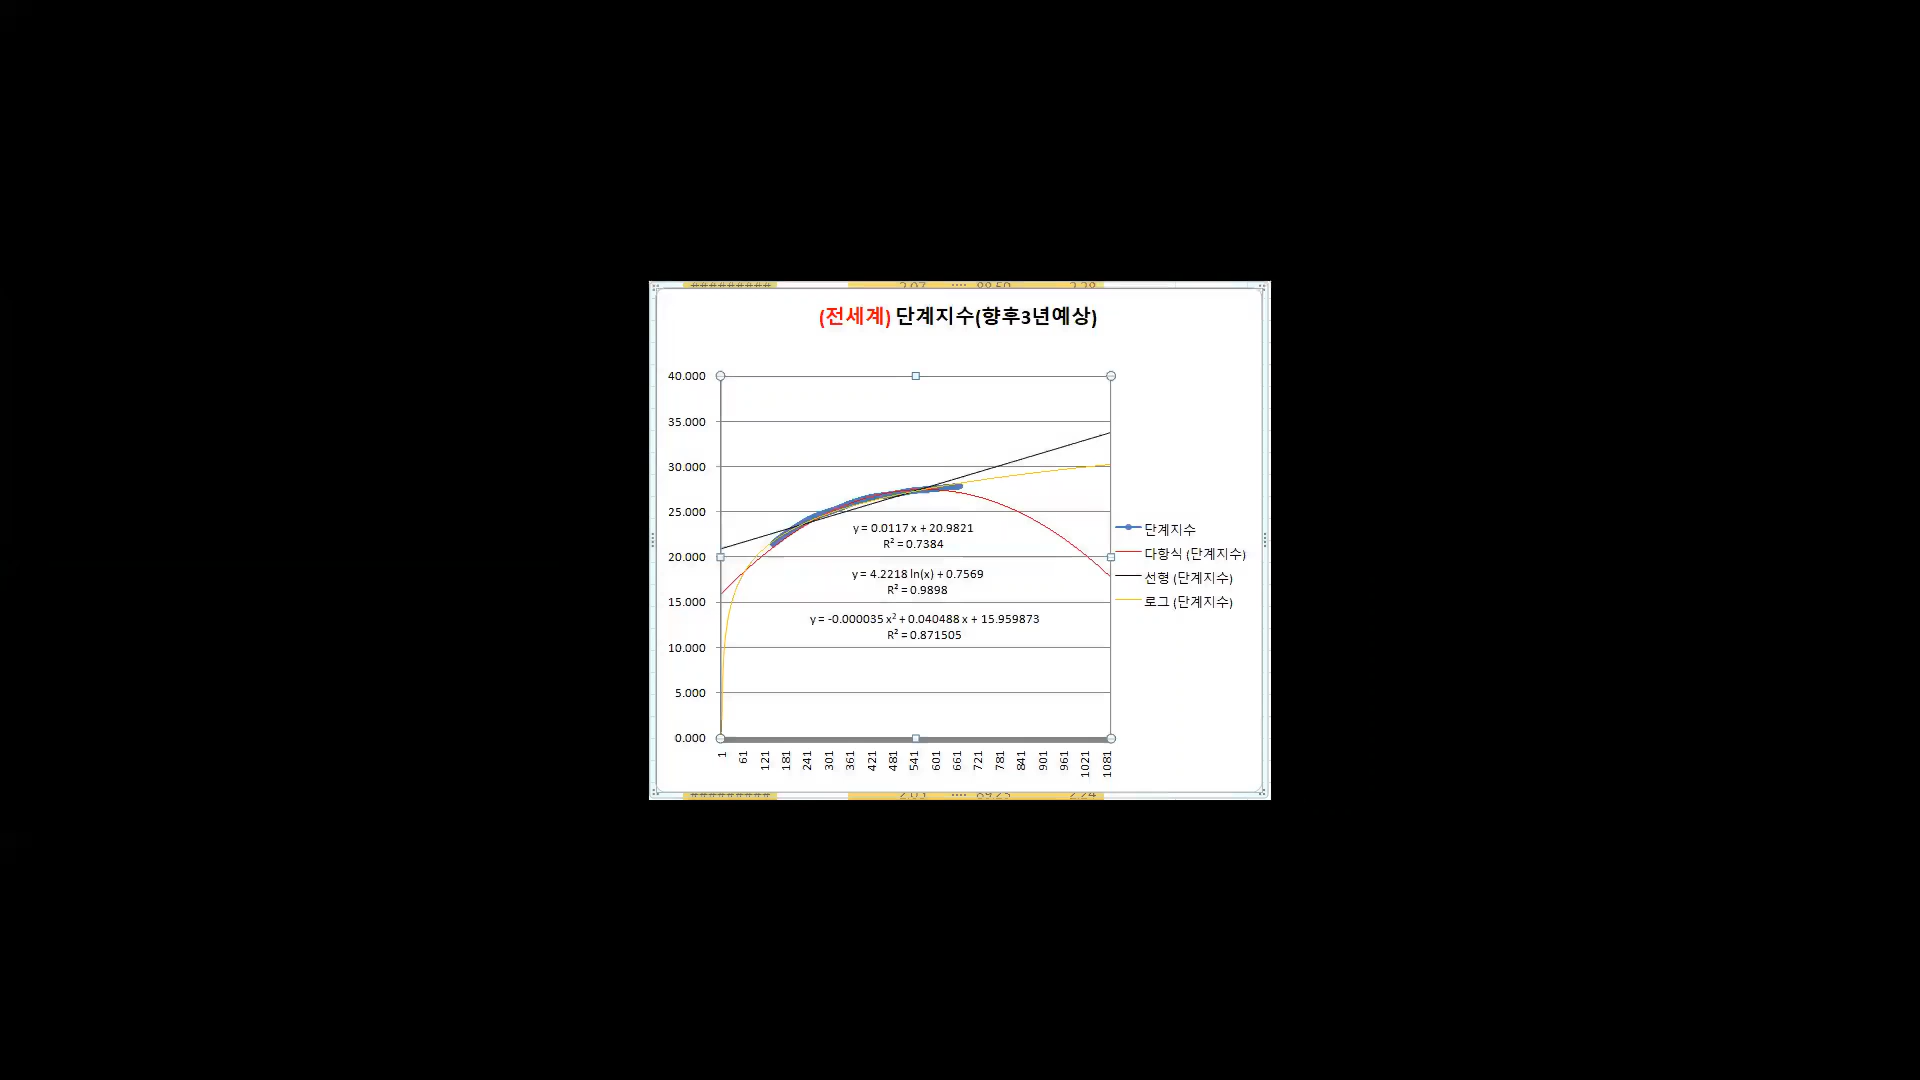 (전세계) 단계지수(향후3년예상)
40.000
35.000
30.000
25.000
20.000
15.000
10.000
5.000
0.000
y = 0.0117x + 20.9821
R² = 0.7384
y = 4.2218 ln(x) + 0.7569
R² = 0.9898
y = -0.000035x² + 0.040488x + 15.959873
R² = 0.871505
단계지수
다항식 (단계지수)
선형 (단계지수)
로그 (단계지수)
1 61 121 181 241 301 361 421 481 541 601 661 721 781 841 901 961 1021 1081